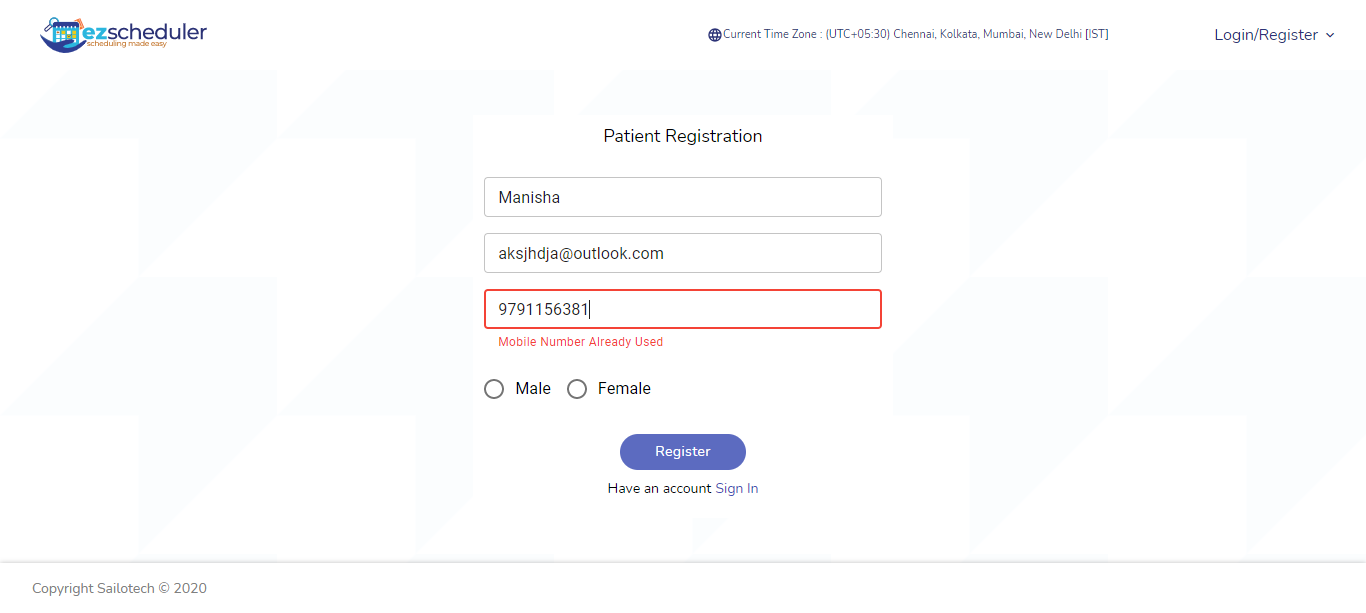 ezscheduler
scheduling made easy
Current Time Zone : (UTC+05:30) Chennai, Kolkata, Mumbai, New Delhi [IST]
Login/Register
Patient Registration
Manisha
aksjhdja@outlook.com
9791156381
Mobile Number Already Used
Male Female
Register
Have an account Sign In
Copyright Sailotech © 2020